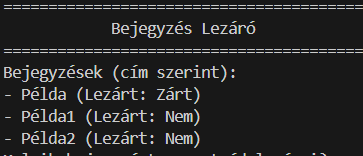 ==========================================
Bejegyzés Lezáró
==========================================
Bejegyzések (cím szerint):
- Példa (Lezárt: Zárt)
- Példa1 (Lezárt: Nem)
- Példa2 (Lezárt: Nem)